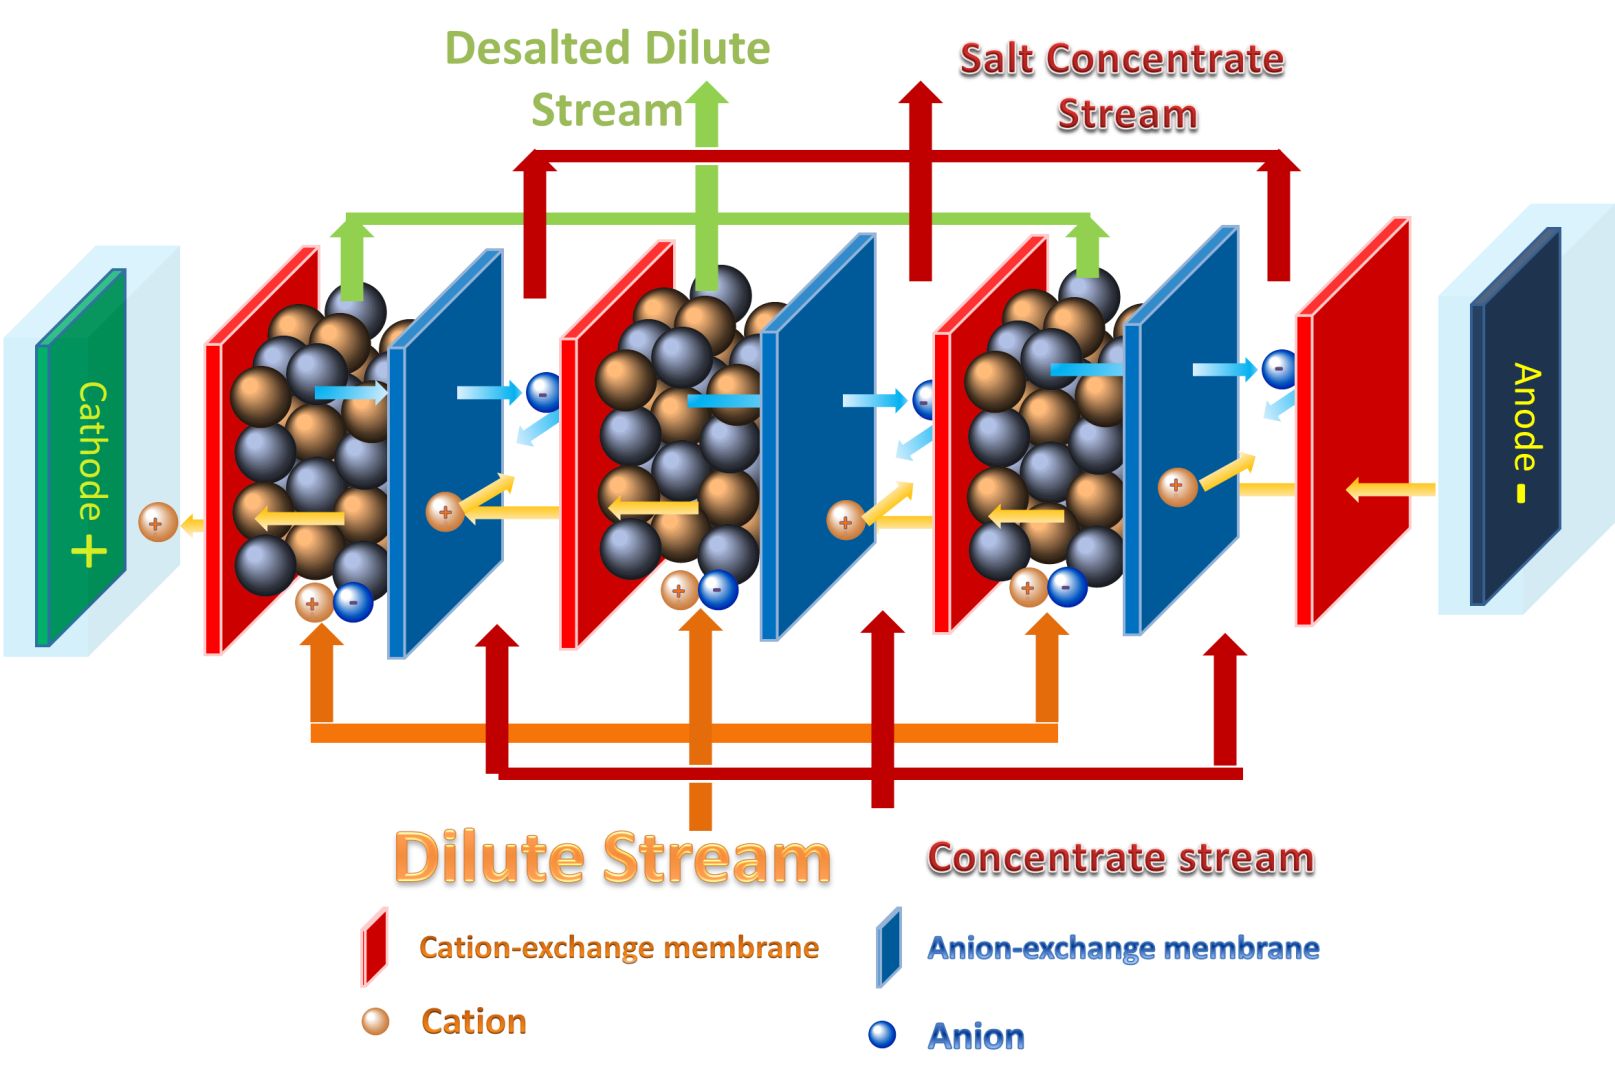 Desalted Dilute
Stream
Salt Concentrate
Stream
Cathode +
Anode -
+
-
-
-
+
+
+
+
-
+
-
+
-
Dilute Stream
Concentrate stream
Cation-exchange membrane
Anion-exchange membrane
Cation
Anion